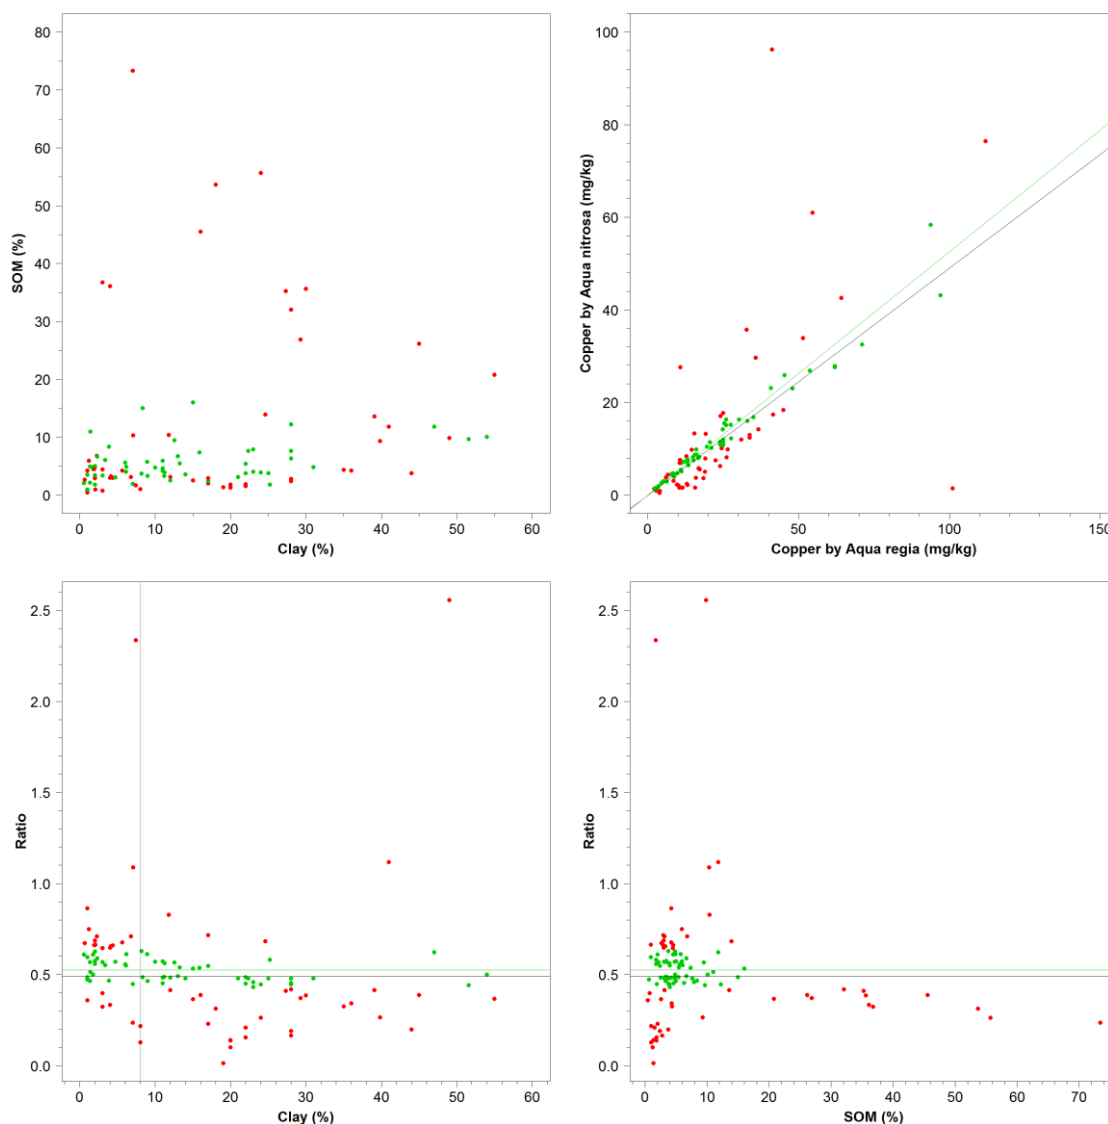 80
70
60
50
40
30
20
10
0
SOM (%)
0 10 20 30 40 50 60
Clay (%)
100
80
60
40
20
0
Copper by Aqua nitrosa (mg/kg)
0 50 100 150
Copper by Aqua regia (mg/kg)
2.5
2.0
1.5
1.0
0.5
0.0
Ratio
0 10 20 30 40 50 60
Clay (%)
2.5
2.0
1.5
1.0
0.5
0.0
Ratio
0 10 20 30 40 50 60 70
SOM (%)